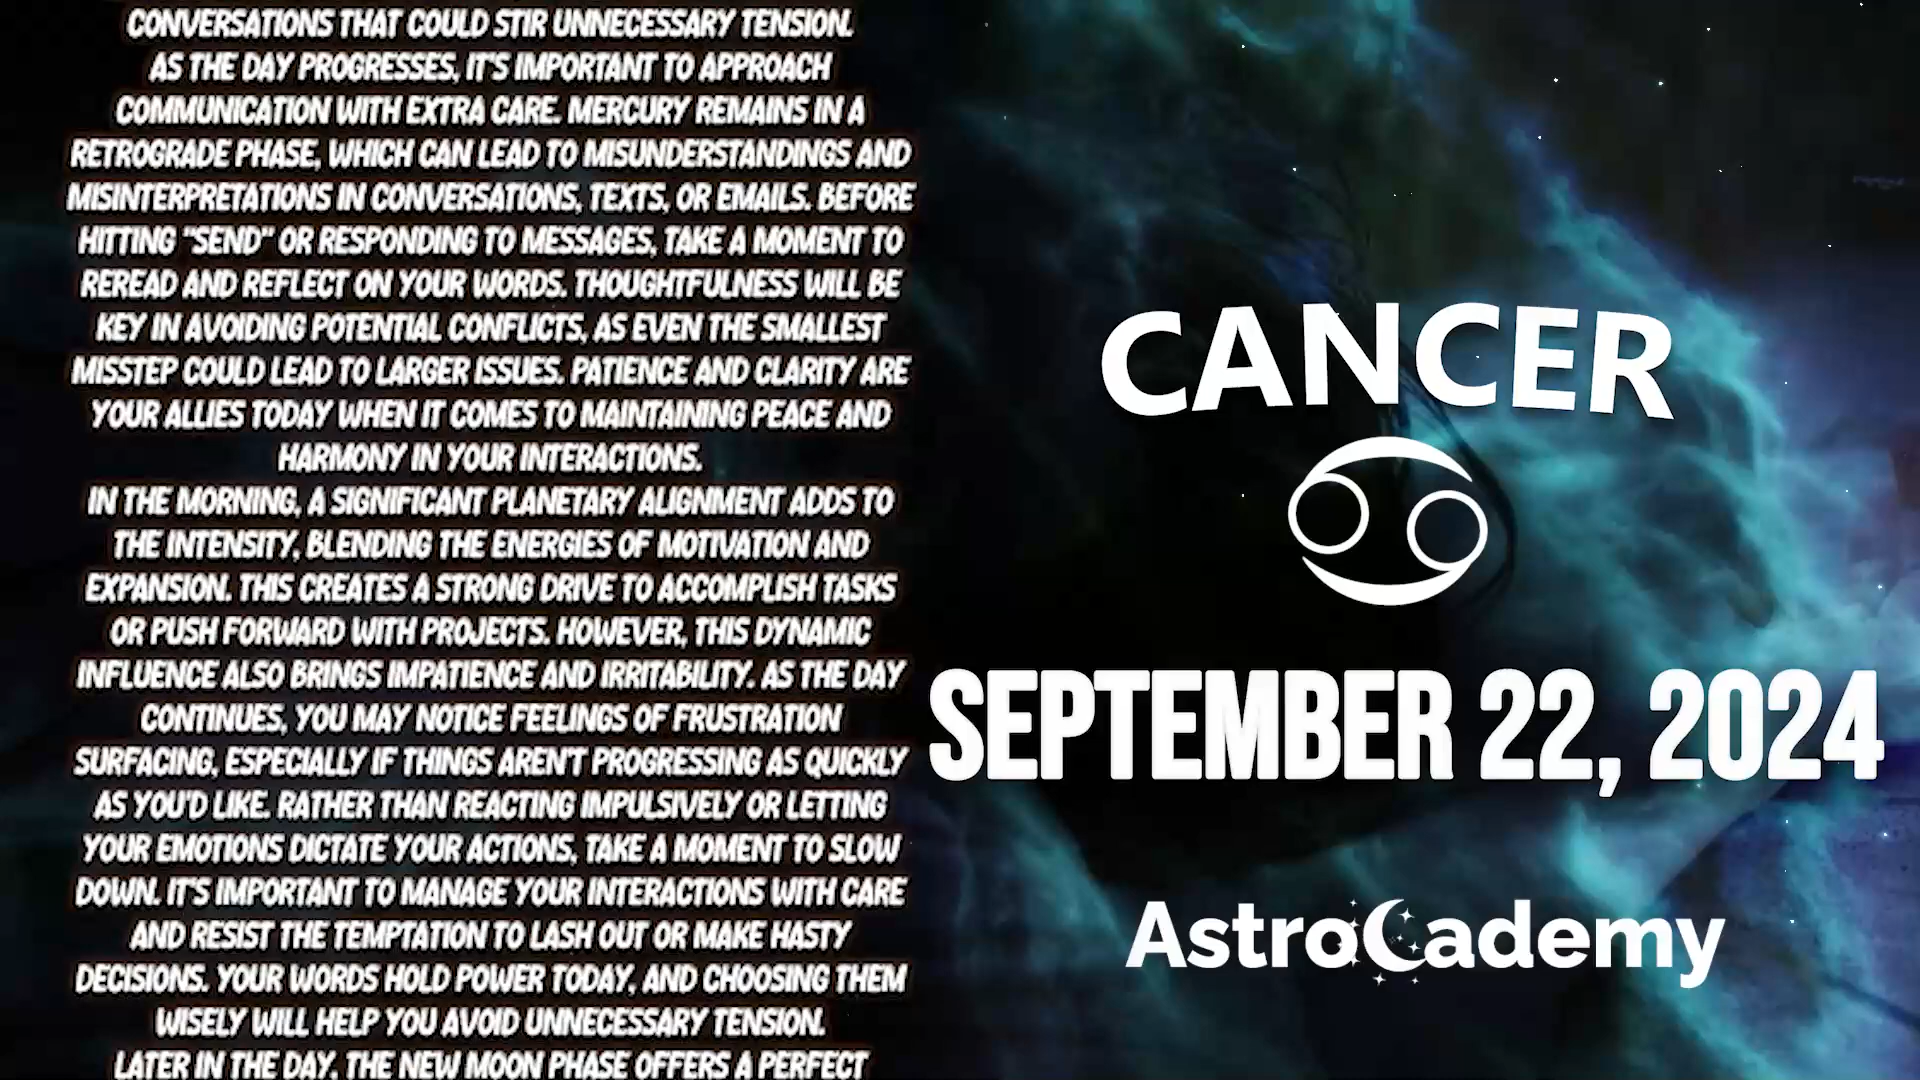 CONVERSATIONS THAT COULD STIR UNNECESSARY TENSION.
AS THE DAY PROGRESSES, IT'S IMPORTANT TO APPROACH
COMMUNICATION WITH EXTRA CARE. MERCURY REMAINS IN A
RETROGRADE PHASE, WHICH CAN LEAD TO MISUNDERSTANDINGS AND
MISINTERPRETATIONS IN CONVERSATIONS, TEXTS, OR EMAILS. BEFORE
HITTING "SEND" OR RESPONDING TO MESSAGES, TAKE A MOMENT TO
REREAD AND REFLECT ON YOUR WORDS. THOUGHTFULNESS WILL BE
KEY IN AVOIDING POTENTIAL CONFLICTS, AS EVEN THE SMALLEST
MISSTEP COULD LEAD TO LARGER ISSUES. PATIENCE AND CLARITY ARE
YOUR ALLIES TODAY WHEN IT COMES TO MAINTAINING PEACE AND
HARMONY IN YOUR INTERACTIONS.
IN THE MORNING, A SIGNIFICANT PLANETARY ALIGNMENT ADDS TO
THE INTENSITY, BLENDING THE ENERGIES OF MOTIVATION AND
EXPANSION. THIS CREATES A STRONG DRIVE TO ACCOMPLISH TASKS
OR PUSH FORWARD WITH PROJECTS. HOWEVER, THIS DYNAMIC
INFLUENCE ALSO BRINGS IMPATIENCE AND IRRITABILITY. AS THE DAY
CONTINUES, YOU MAY NOTICE FEELINGS OF FRUSTRATION
SURFACING, ESPECIALLY IF THINGS AREN'T PROGRESSING AS QUICKLY
AS YOU'D LIKE. RATHER THAN REACTING IMPULSIVELY OR LETTING
YOUR EMOTIONS DICTATE YOUR ACTIONS, TAKE A MOMENT TO SLOW
DOWN. IT'S IMPORTANT TO MANAGE YOUR INTERACTIONS WITH CARE
AND RESIST THE TEMPTATION TO LASH OUT OR MAKE HASTY
DECISIONS. YOUR WORDS HOLD POWER TODAY, AND CHOOSING THEM
WISELY WILL HELP YOU AVOID UNNECESSARY TENSION.
LATER IN THE DAY, THE NEW MOON PHASE OFFERS A PERFECT
CANCER
SEPTEMBER 22, 2024
AstroCademy